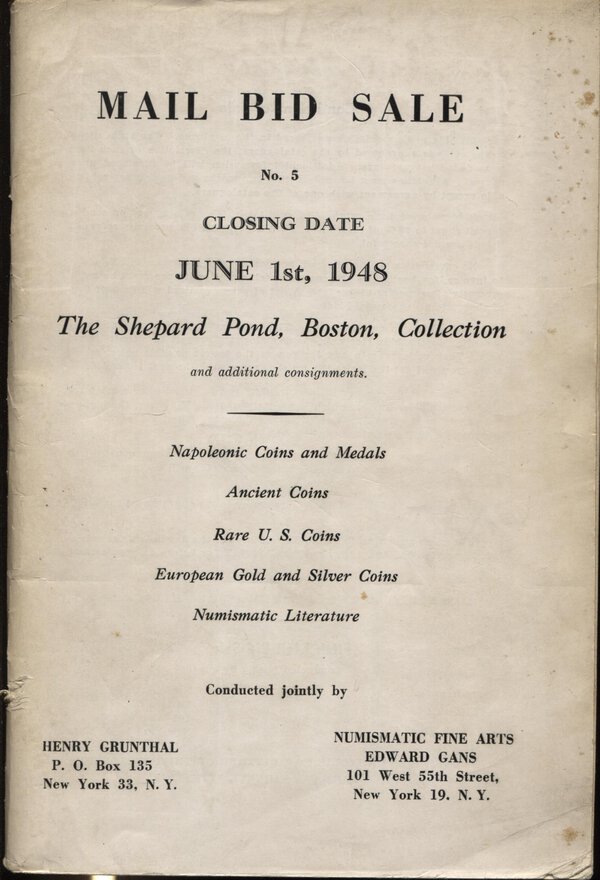 MAIL BID SALE
No. 5
CLOSING DATE
JUNE 1st, 1948
The Shepard Pond, Boston, Collection
and additional consignments.
Napoleonic Coins and Medals
Ancient Coins
Rare U. S. Coins
European Gold and Silver Coins
Numismatic Literature
Conducted jointly by
HENRY GRUNTHAL
P. O. Box 135
New York 33, N. Y.
NUMISMATIC FINE ARTS
EDWARD GANS
101 West 55th Street,
New York 19. N. Y.